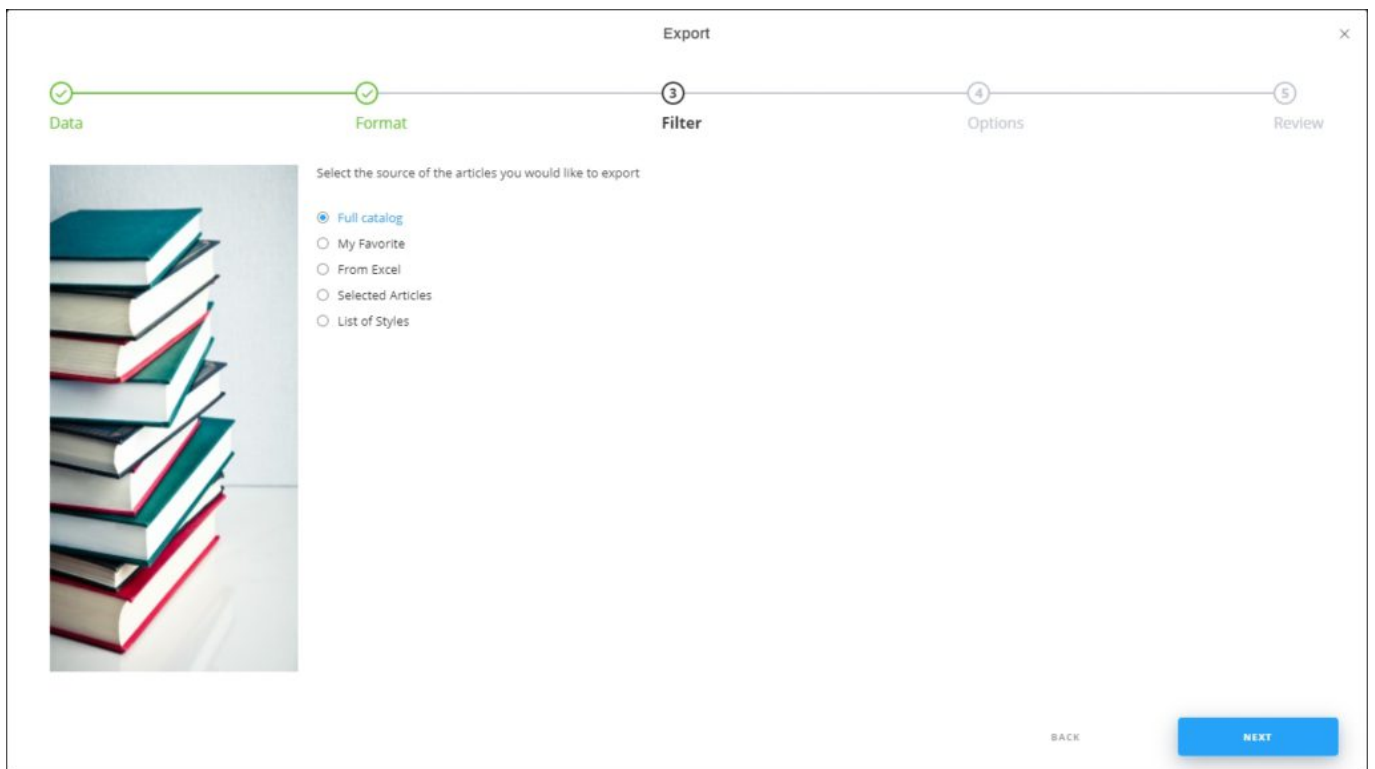 Export
3
4
5
Data
Format
Filter
Options
Review
Select the source of the articles you would like to export
Full catalog
My Favorite
From Excel
Selected Articles
List of Styles
BACK
NEXT